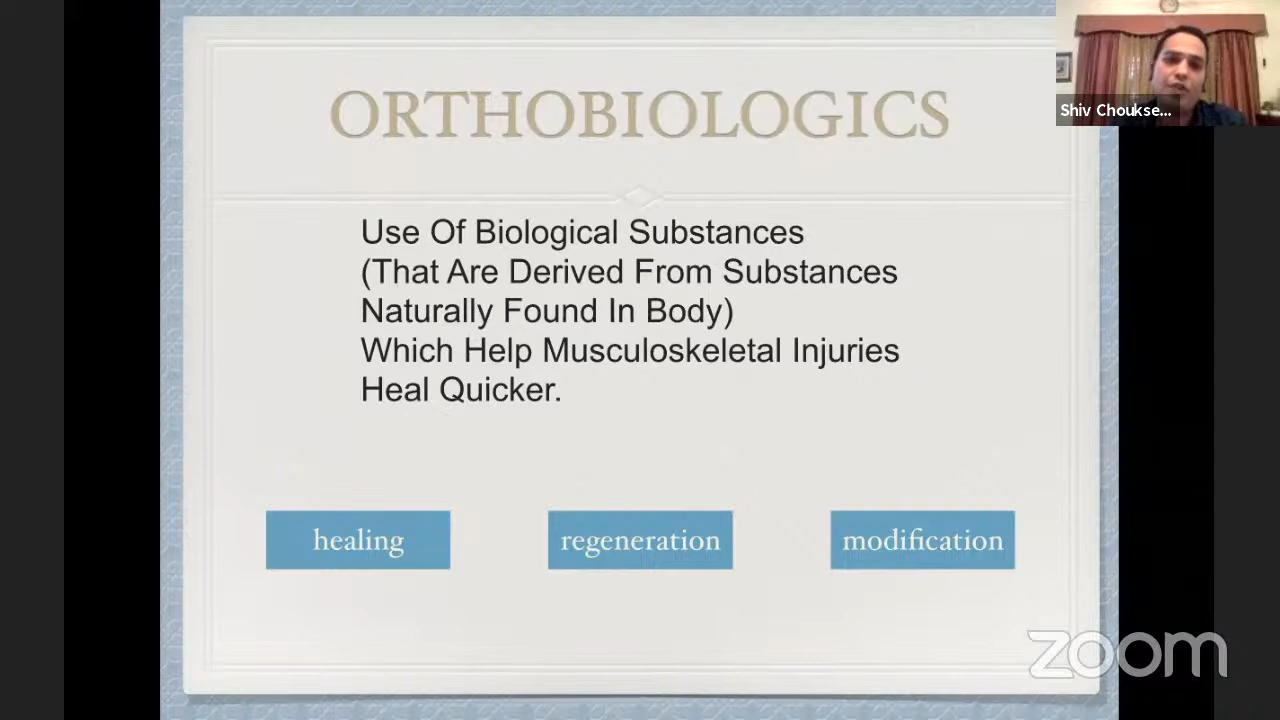 ORTHOBIOLOGICS
Shiv Choukse...
Use Of Biological Substances
(That Are Derived From Substances
Naturally Found In Body)
Which Help Musculoskeletal Injuries
Heal Quicker.
healing
regeneration
modification
zoom